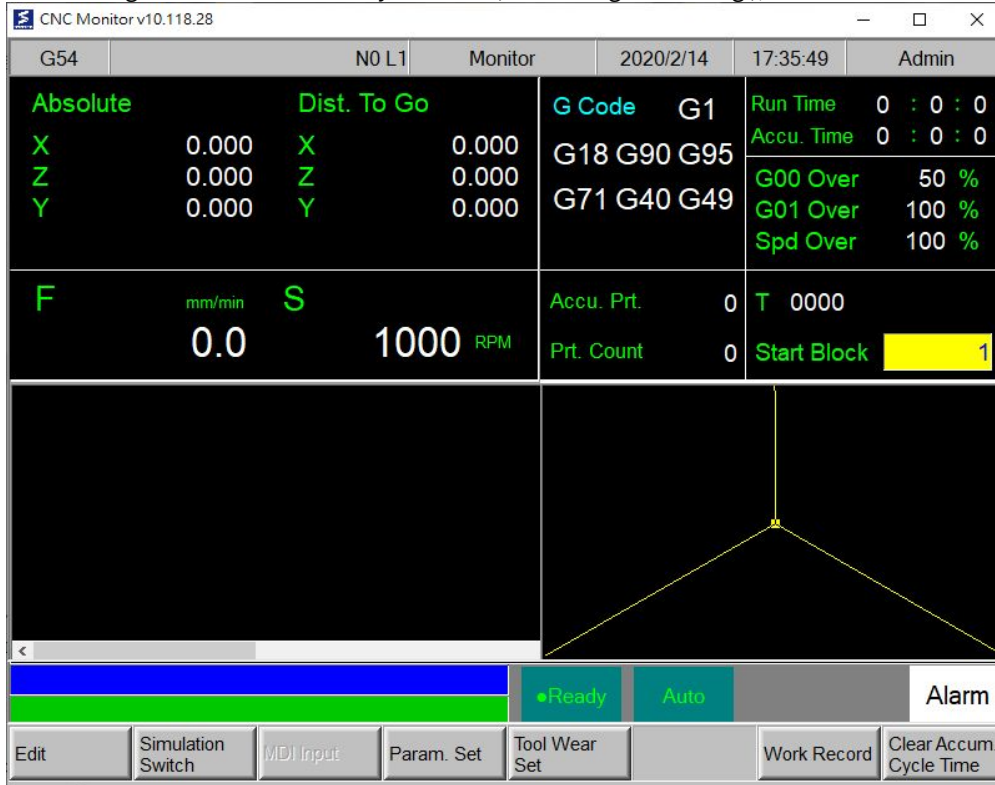 CNC Monitor v10.118.28
G54 N0 L1 Monitor 2020/2/14 17:35:49 Admin
Absolute Dist. To Go
X 0.000 X 0.000
Z 0.000 Z 0.000
Y 0.000 Y 0.000
G Code G1
G18 G90 G95
G71 G40 G49
Run Time 0 : 0 : 0
Accu. Time 0 : 0 : 0
G00 Over 50 %
G01 Over 100 %
Spd Over 100 %
F mm/min S
0.0 1000 RPM
Accu. Prt. 0
Prt. Count 0
T 0000
Start Block 1
●Ready Auto Alarm
Edit
Simulation
Switch
MDI Input
Param. Set
Tool Wear
Set
Work Record
Clear Accum.
Cycle Time